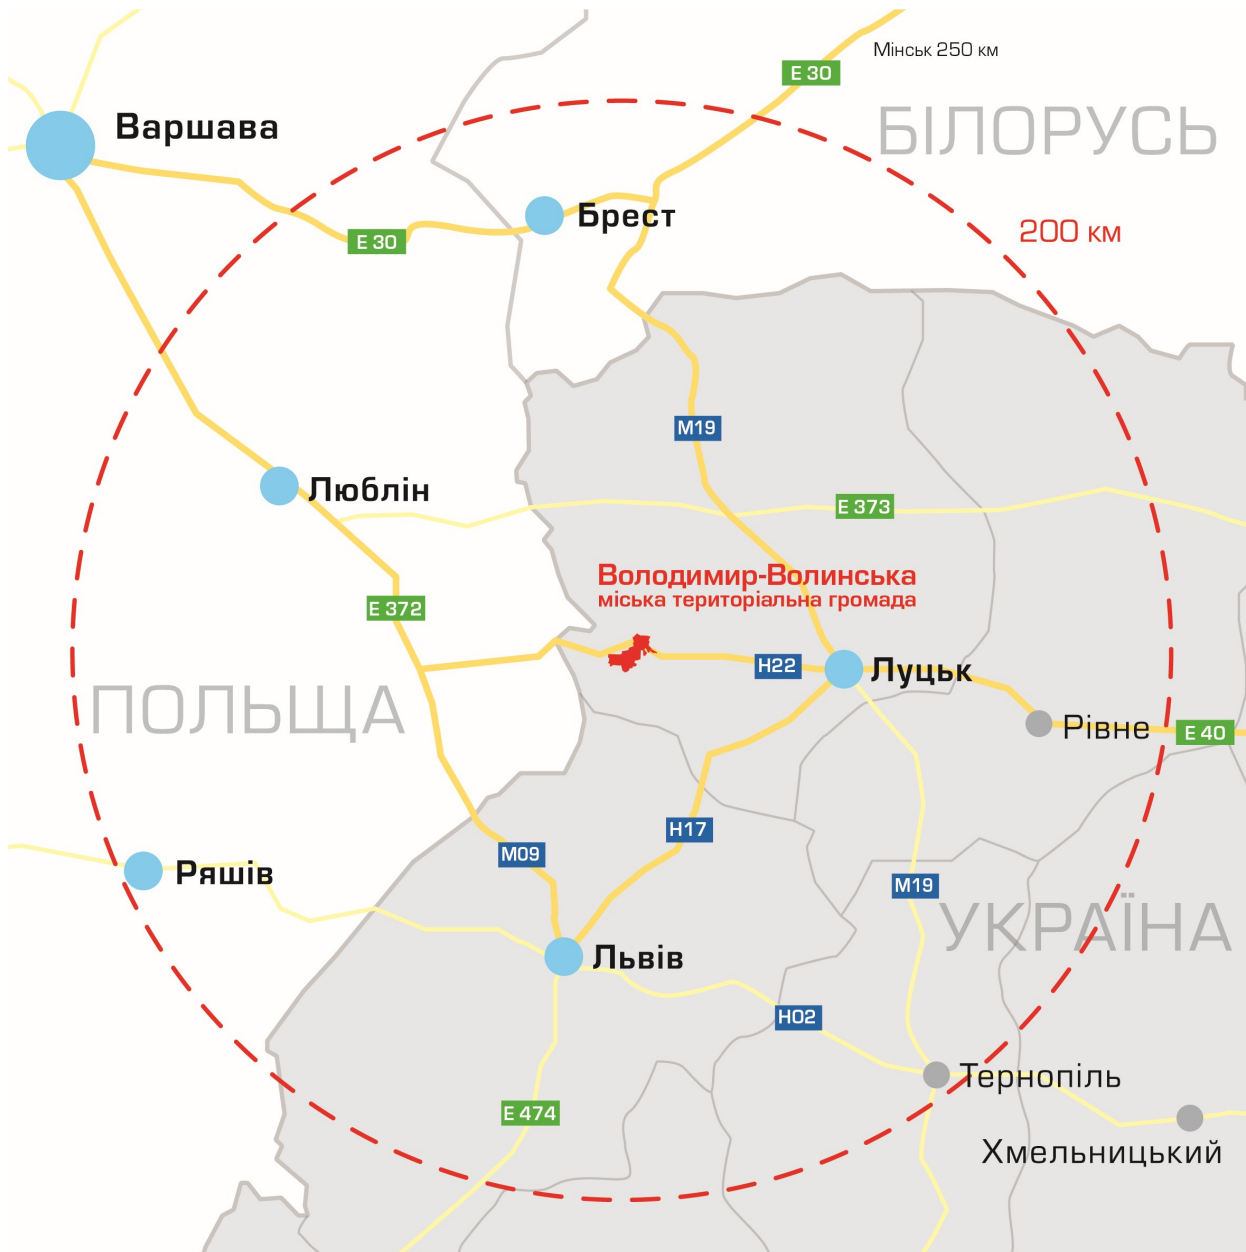 Мінськ 250 км
E 30
БІЛОРУСЬ
Варшава
Брест
200 км
E 30
M19
Люблін
E 373
Володимир-Волинська
міська територіальна громада
E 372
H22
Луцьк
ПОЛЬЩА
Рівне
E 40
H17
M09
Ряшів
M19
УКРАЇНА
Львів
H02
Тернопіль
E 474
Хмельницький